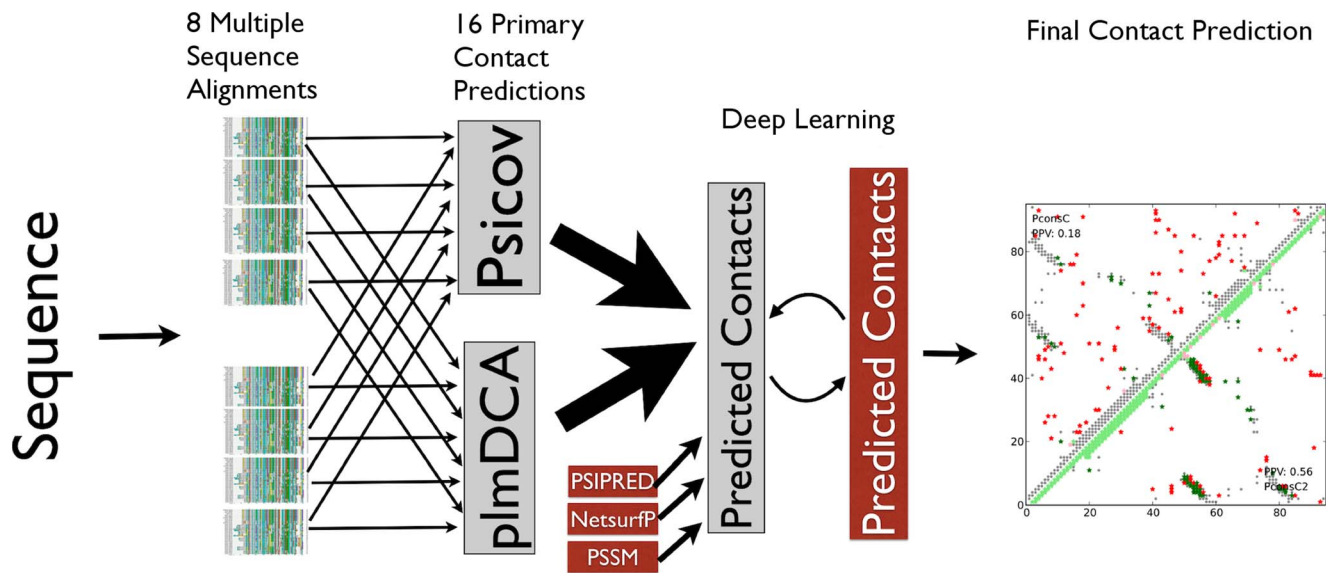 8 Multiple
Sequence
Alignments
16 Primary
Contact
Predictions
Final Contact Prediction
Deep Learning
Sequence
Psicov
plmDCA
PSIPRED
NetsurfP
PSSM
Predicted Contacts
Predicted Contacts
PconsC
PPV: 0.18
PPV: 0.56
PconsC2
80
60
40
20
0
0
20
40
60
80